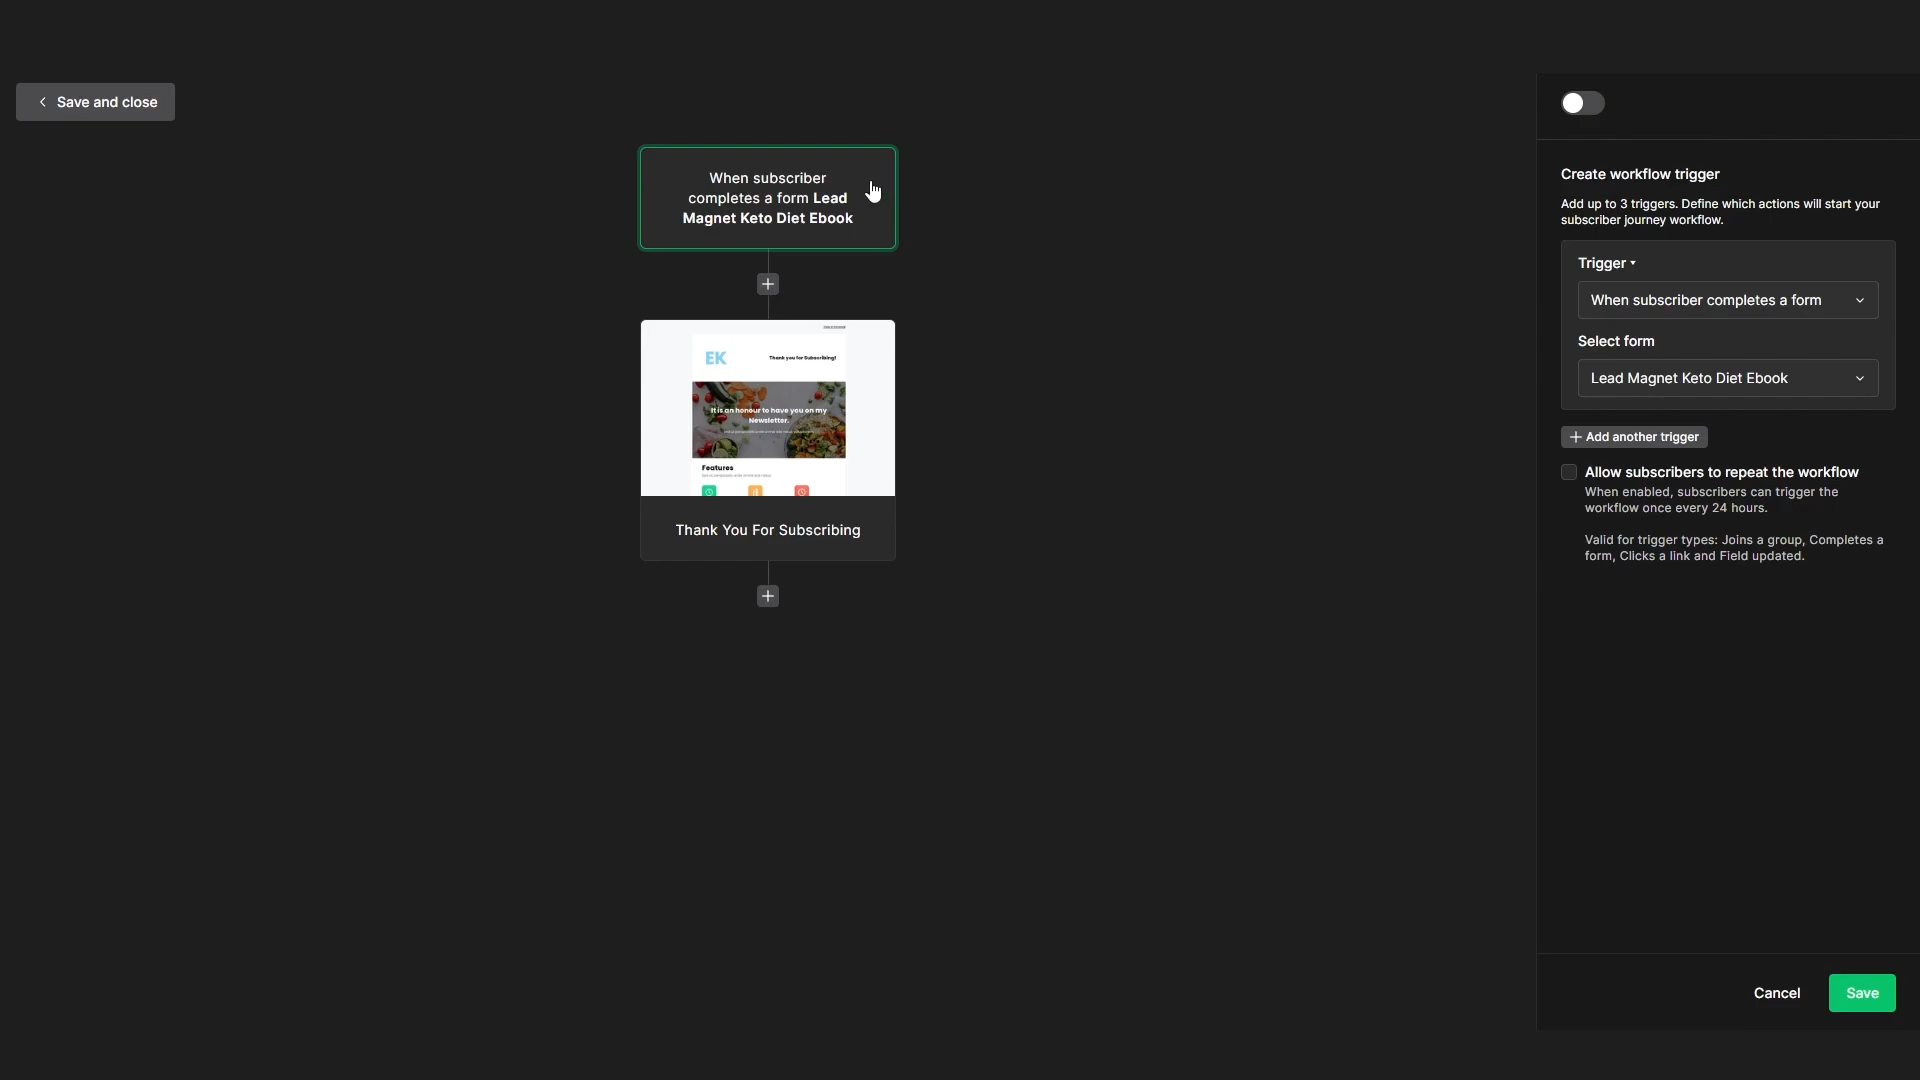 Save and close
When subscriber
completes a form Lead
Magnet Keto Diet Ebook
EK
Thank you for Subscribing!
It is an honour to have you on my
Newsletter.
Features
Thank You For Subscribing
Create workflow trigger
Add up to 3 triggers. Define which actions will start your
subscriber journey workflow.
Trigger
When subscriber completes a form
Select form
Lead Magnet Keto Diet Ebook
Add another trigger
Allow subscribers to repeat the workflow
When enabled, subscribers can trigger the
workflow once every 24 hours.
Valid for trigger types: Joins a group, Completes a
form, Clicks a link and Field updated.
Cancel
Save